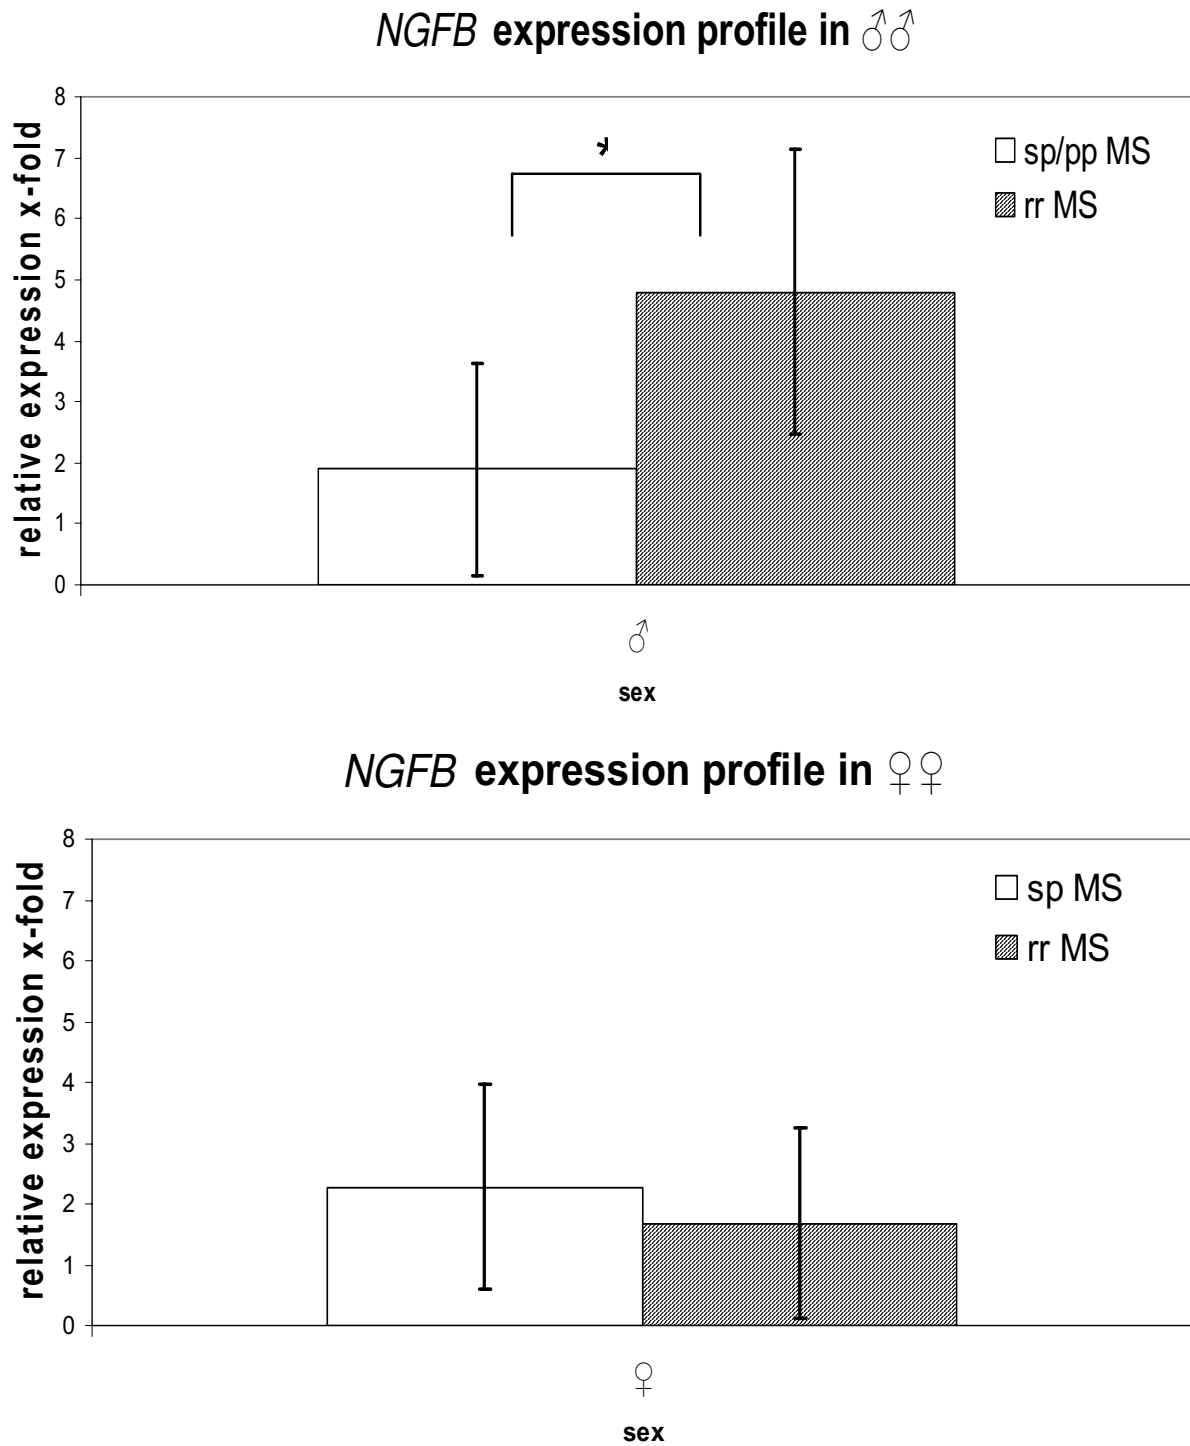 NGFB expression profile in ♂♂
relative expression x-fold
8
7
6
5
4
3
2
1
0
*
sp/pp MS
rr MS
♂
sex
NGFB expression profile in ♀♀
relative expression x-fold
8
7
6
5
4
3
2
1
0
sp MS
rr MS
♀
sex